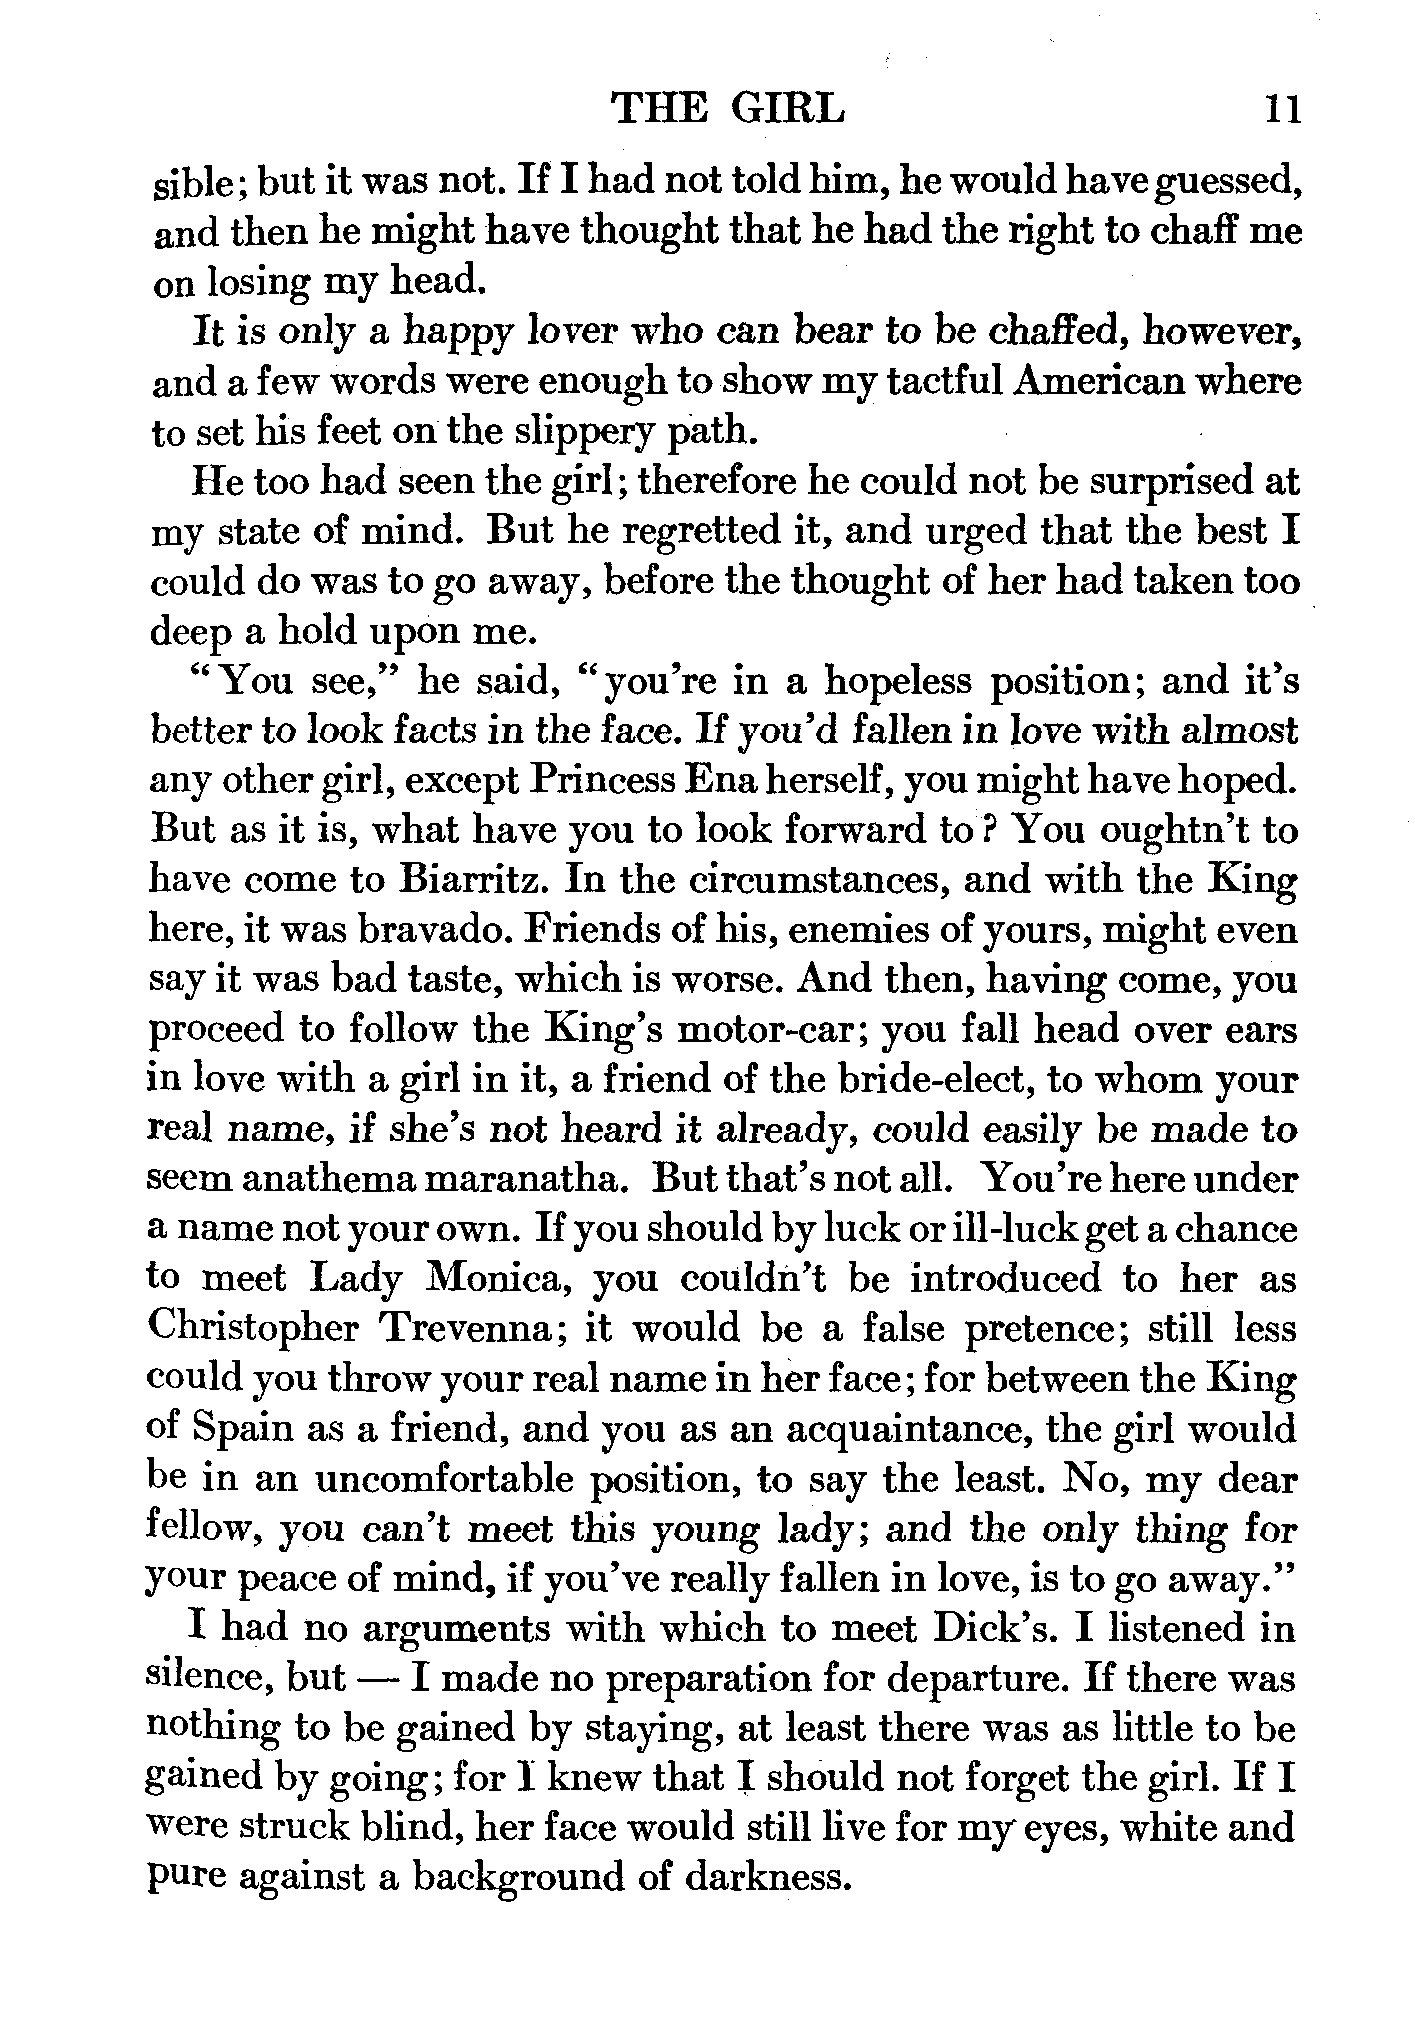 THE GIRL 11
sible; but it was not. If I had not told him, he would have guessed,
and then he might have thought that he had the right to chaff me
on losing my head.
It is only a happy lover who can bear to be chaffed, however,
and a few words were enough to show my tactful American where
to set his feet on the slippery path.
He too had seen the girl; therefore he could not be surprised at
my state of mind. But he regretted it, and urged that the best I
could do was to go away, before the thought of her had taken too
deep a hold upon me.
“You see,” he said, “you’re in a hopeless position; and it’s
better to look facts in the face. If you’d fallen in love with almost
any other girl, except Princess Ena herself, you might have hoped.
But as it is, what have you to look forward to? You oughtn’t to
have come to Biarritz. In the circumstances, and with the King
here, it was bravado. Friends of his, enemies of yours, might even
say it was bad taste, which is worse. And then, having come, you
proceed to follow the King’s motor-car; you fall head over ears
in love with a girl in it, a friend of the bride-elect, to whom your
real name, if she’s not heard it already, could easily be made to
seem anathema maranatha. But that’s not all. You’re here under
a name not your own. If you should by luck or ill-luck get a chance
to meet Lady Monica, you couldn’t be introduced to her as
Christopher Trevenna; it would be a false pretence; still less
could you throw your real name in her face; for between the King
of Spain as a friend, and you as an acquaintance, the girl would
be in an uncomfortable position, to say the least. No, my dear
fellow, you can’t meet this young lady; and the only thing for
your peace of mind, if you’ve really fallen in love, is to go away.”
I had no arguments with which to meet Dick’s. I listened in
silence, but — I made no preparation for departure. If there was
nothing to be gained by staying, at least there was as little to be
gained by going; for I knew that I should not forget the girl. If I
were struck blind, her face would still live for my eyes, white and
pure against a background of darkness.